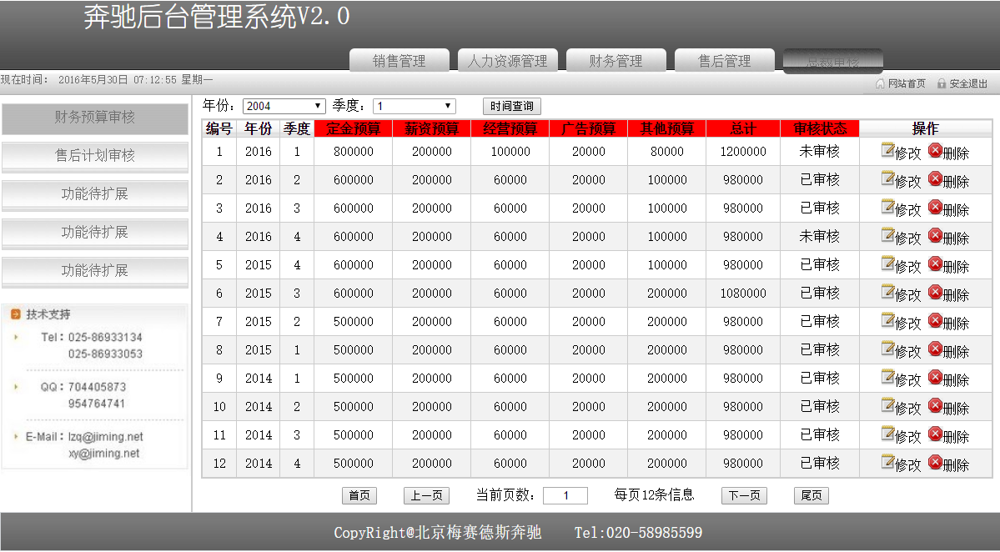 奔驰后台管理系统V2.0
销售管理 人力资源管理 财务管理 售后管理 总裁审核
现在时间： 2016年5月30日 07:12:55 星期一
网站首页 安全退出
财务预算审核
售后计划审核
功能待扩展
功能待扩展
功能待扩展
技术支持
Tel：025-86933134
025-86933053
QQ：704405873
954764741
E-Mail：lzq@jiming.net
xy@jiming.net
年份： 2004 季度： 1 时间查询
编号 年份 季度 定金预算 薪资预算 经营预算 广告预算 其他预算 总计 审核状态 操作
1 2016 1 800000 200000 100000 20000 80000 1200000 未审核 修改 删除
2 2016 2 600000 200000 60000 20000 100000 980000 已审核 修改 删除
3 2016 3 600000 200000 60000 20000 100000 980000 已审核 修改 删除
4 2016 4 600000 200000 60000 20000 100000 980000 未审核 修改 删除
5 2015 4 600000 200000 60000 20000 100000 980000 已审核 修改 删除
6 2015 3 600000 200000 60000 20000 200000 1080000 已审核 修改 删除
7 2015 2 500000 200000 60000 20000 200000 980000 已审核 修改 删除
8 2015 1 500000 200000 60000 20000 200000 980000 已审核 修改 删除
9 2014 1 500000 200000 60000 20000 200000 980000 已审核 修改 删除
10 2014 2 500000 200000 60000 20000 200000 980000 已审核 修改 删除
11 2014 3 500000 200000 60000 20000 200000 980000 已审核 修改 删除
12 2014 4 500000 200000 60000 20000 200000 980000 已审核 修改 删除
首页 上一页 当前页数： 1 每页12条信息 下一页 尾页
CopyRight@北京梅赛德斯奔驰 Tel:020-58985599